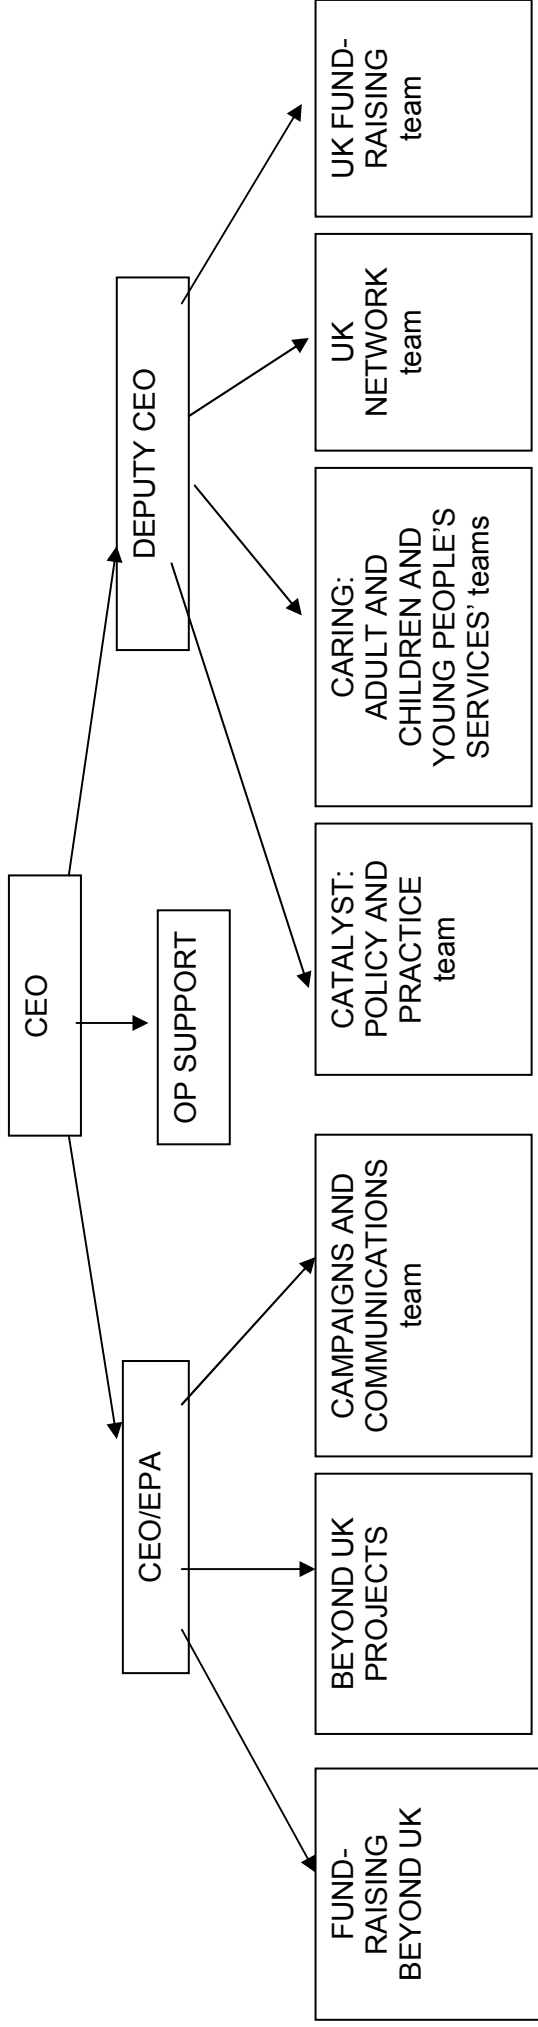 CEO
OP SUPPORT
CEO/EPA
DEPUTY CEO
FUND-
RAISING
BEYOND UK
BEYOND UK
PROJECTS
CAMPAIGNS AND
COMMUNICATIONS
team
CATALYST:
POLICY AND
PRACTICE
team
CARING:
ADULT AND
CHILDREN AND
YOUNG PEOPLE’S
SERVICES’ teams
UK
NETWORK
team
UK FUND-
RAISING
team